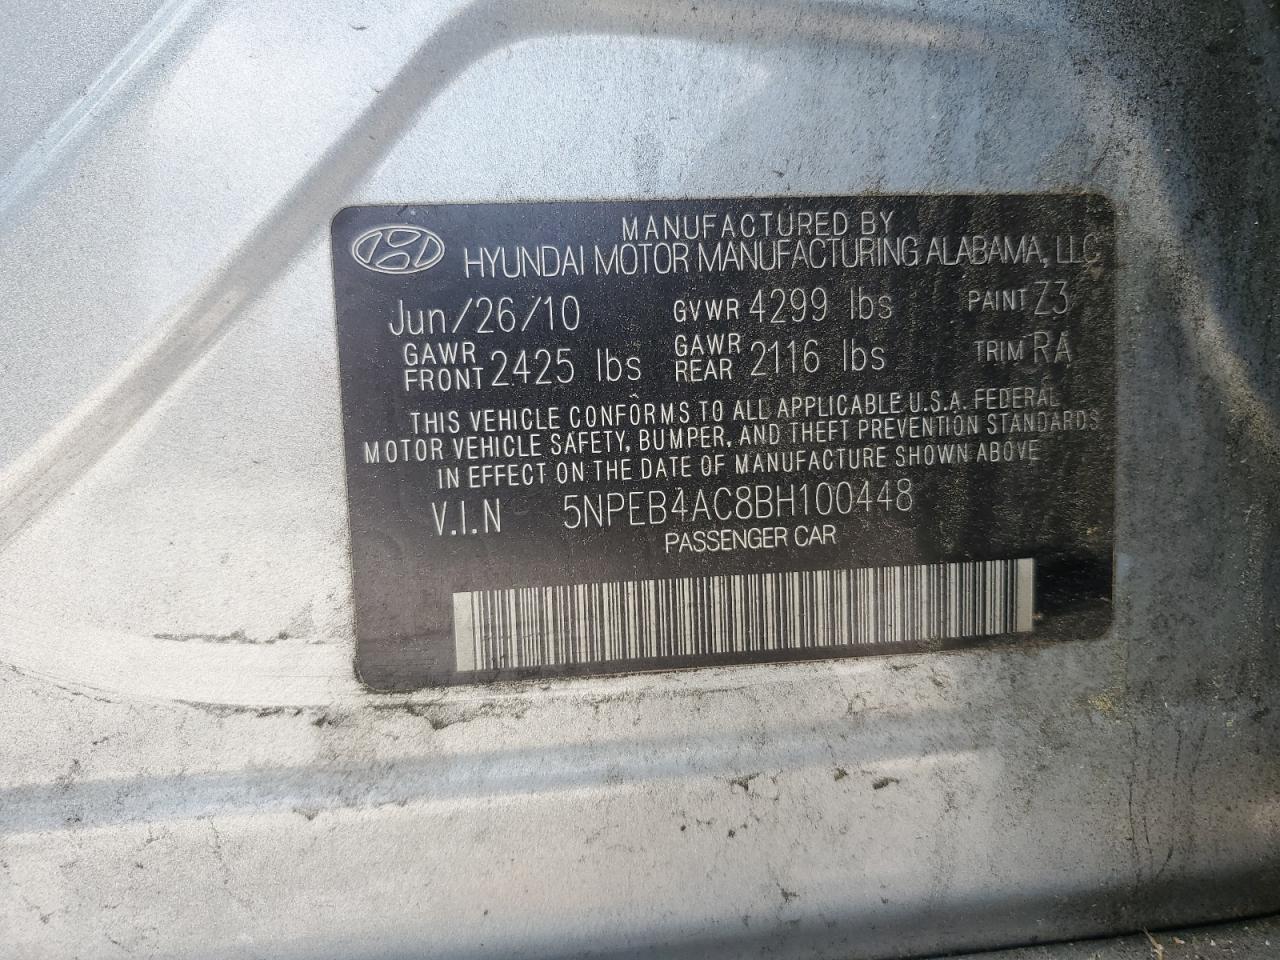 MANUFACTURED BY
HYUNDAI MOTOR MANUFACTURING ALABAMA, LLC
Jun/26/10 GVWR 4299 lbs PAINT Z3
GAWR FRONT 2425 lbs GAWR REAR 2116 lbs TRIM RA
THIS VEHICLE CONFORMS TO ALL APPLICABLE U.S.A. FEDERAL
MOTOR VEHICLE SAFETY, BUMPER, AND THEFT PREVENTION STANDARDS
IN EFFECT ON THE DATE OF MANUFACTURE SHOWN ABOVE
V.I.N 5NPEB4AC8BH100448
PASSENGER CAR